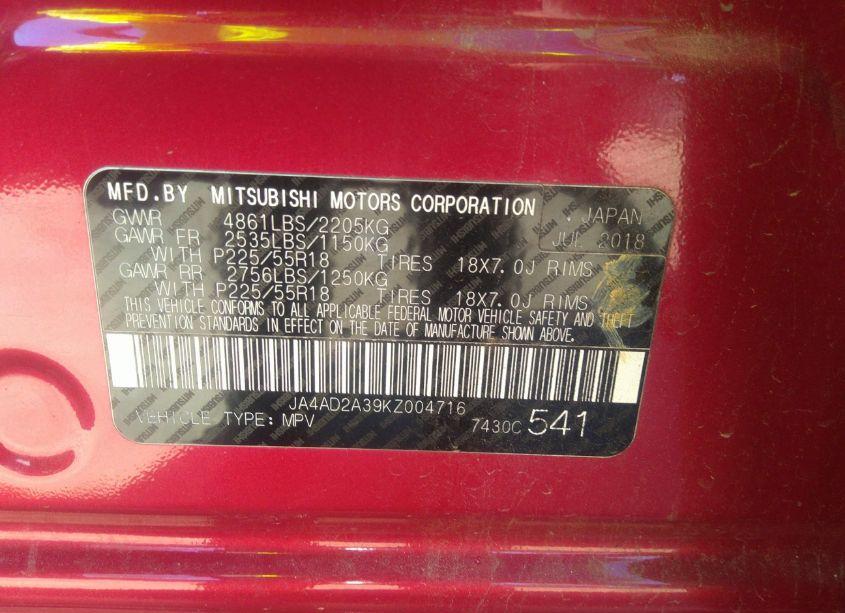 MFD.BY MITSUBISHI MOTORS CORPORATION JAPAN
GVWR 4861LBS/2205KG JUL 2018
GAWR FR 2535LBS/1150KG
WITH P225/55R18 TIRES 18X7.0J RIMS
GAWR RR 2756LBS/1250KG
WITH P225/55R18 TIRES 18X7.0J RIMS
THIS VEHICLE CONFORMS TO ALL APPLICABLE FEDERAL MOTOR VEHICLE SAFETY AND THEFT
PREVENTION STANDARDS IN EFFECT ON THE DATE OF MANUFACTURE SHOWN ABOVE.
JA4AD2A39KZ004716
VEHICLE TYPE: MPV 7430C 541